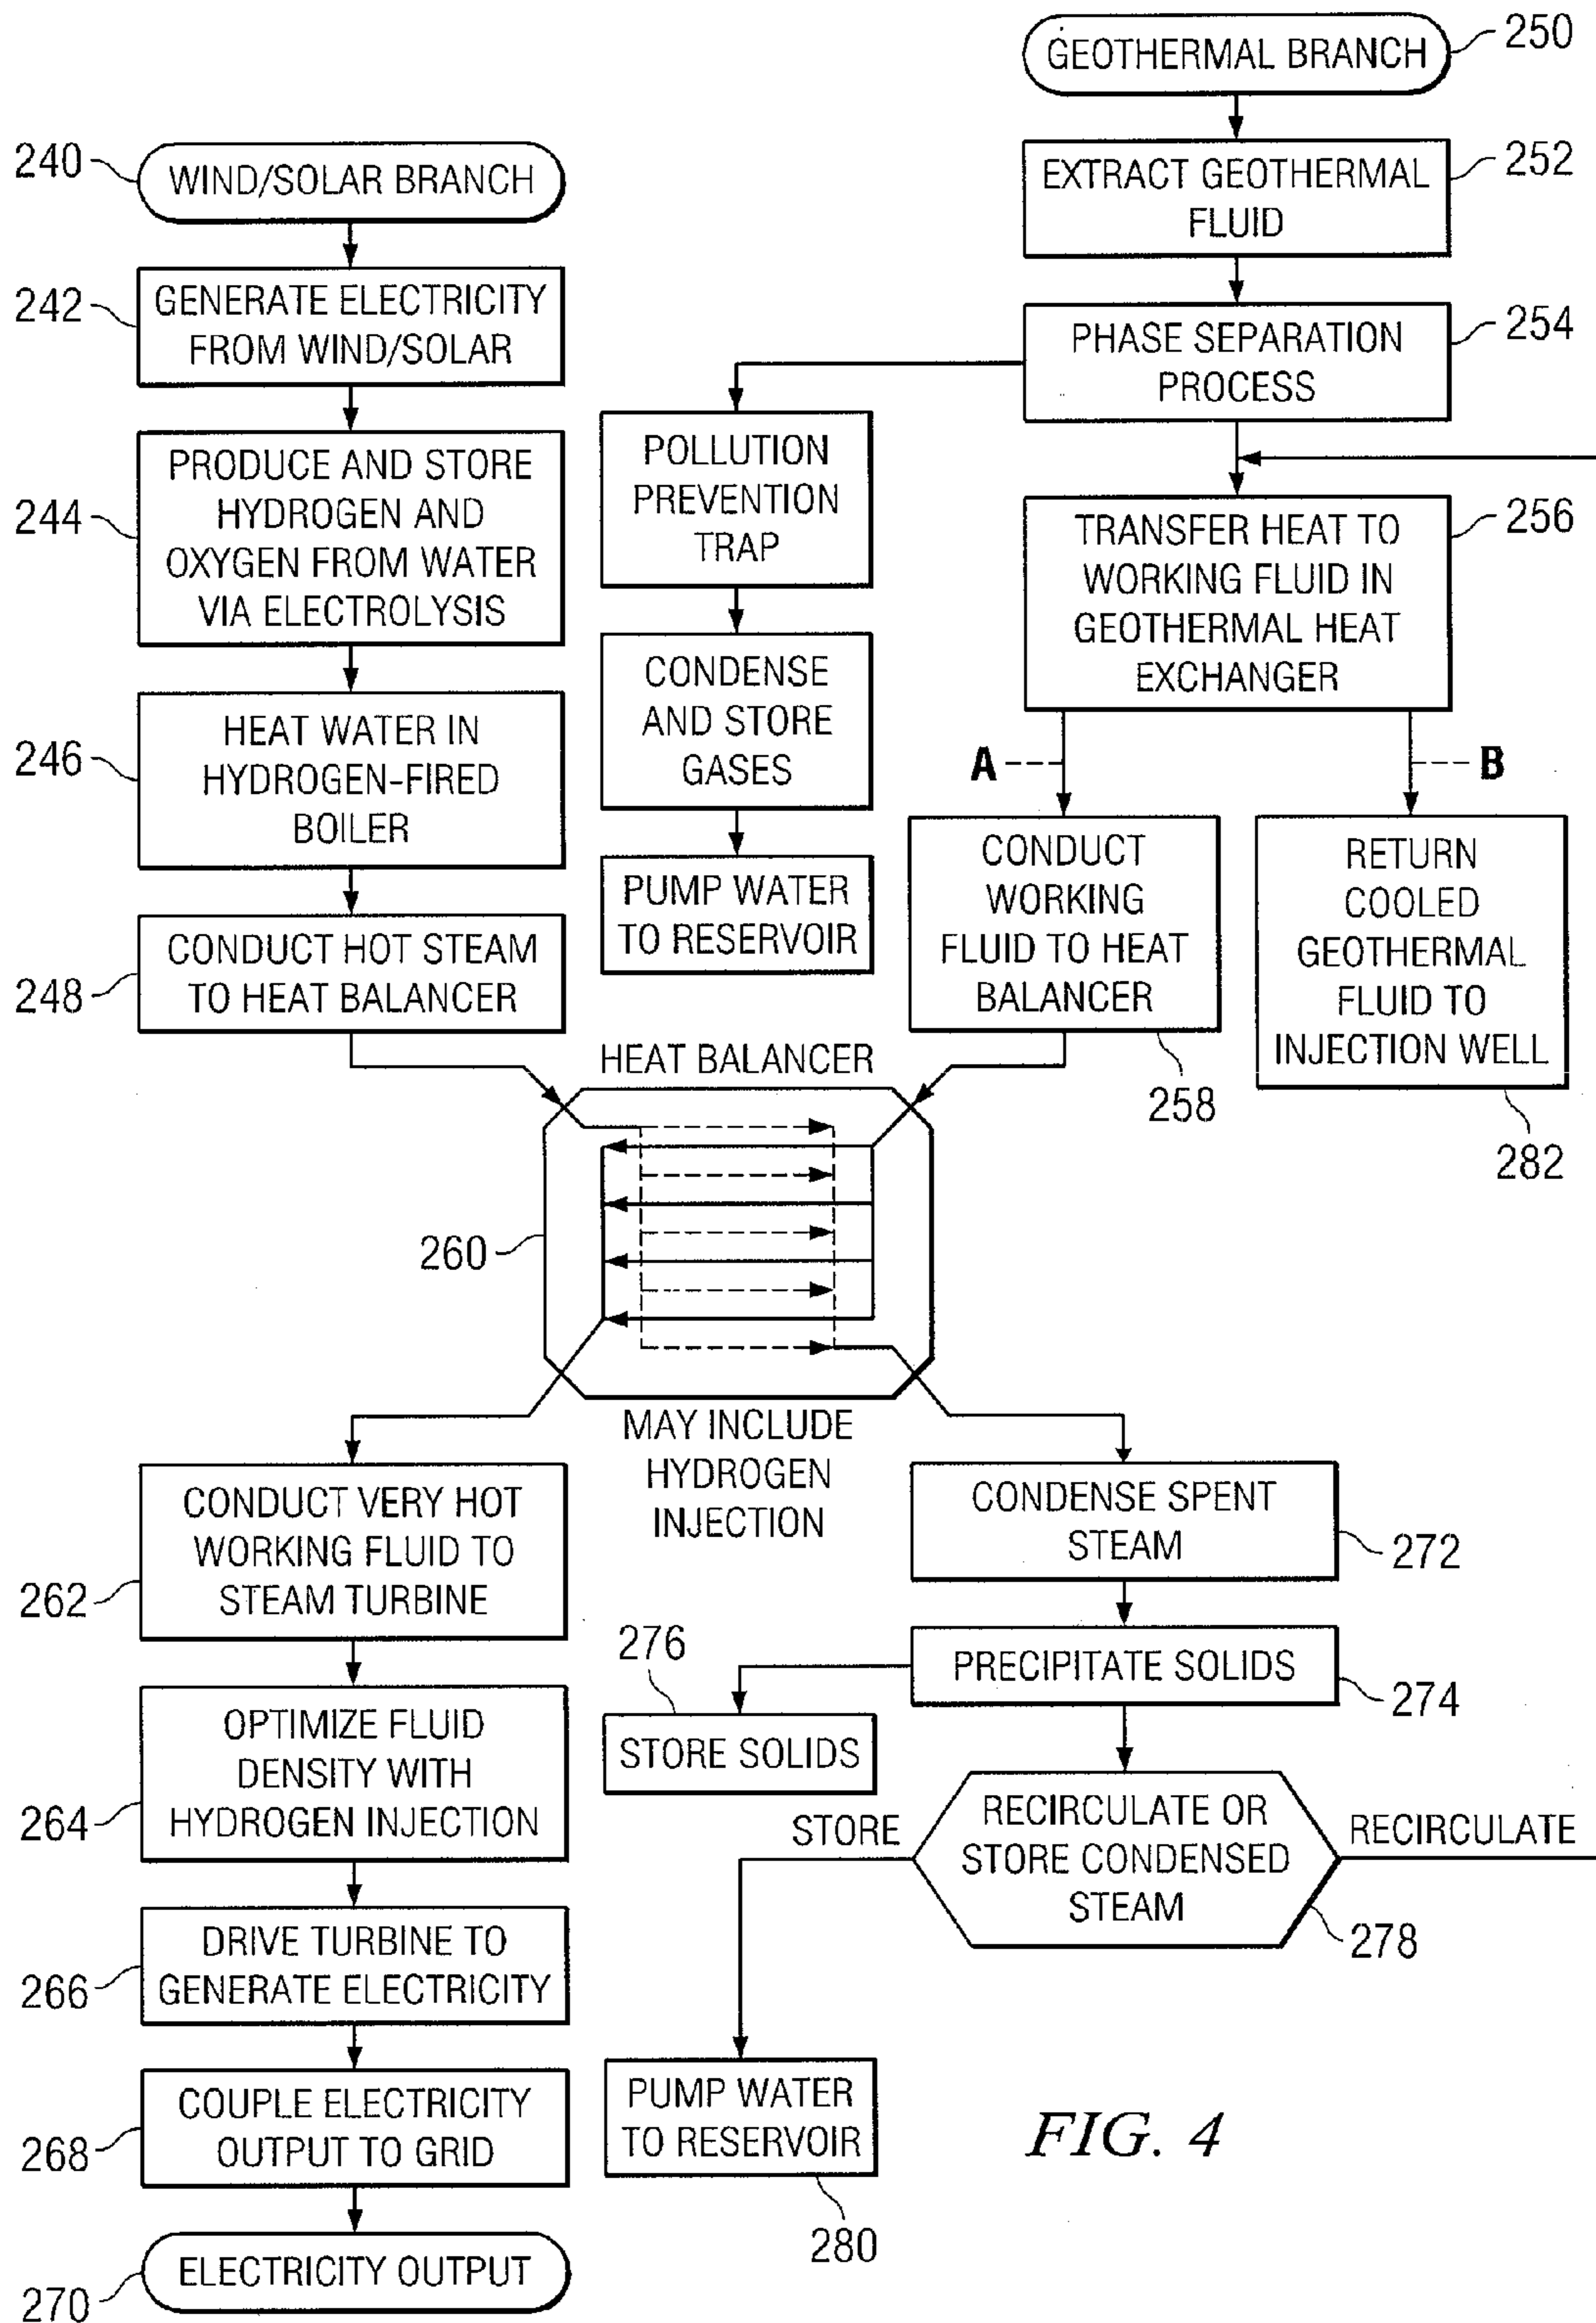 240
WIND/SOLAR BRANCH
242
GENERATE ELECTRICITY
FROM WIND/SOLAR
244
PRODUCE AND STORE
HYDROGEN AND
OXYGEN FROM WATER
VIA ELECTROLYSIS
246
HEAT WATER IN
HYDROGEN-FIRED
BOILER
248
CONDUCT HOT STEAM
TO HEAT BALANCER
POLLUTION
PREVENTION
TRAP
CONDENSE
AND STORE
GASES
PUMP WATER
TO RESERVOIR
GEOTHERMAL BRANCH
250
EXTRACT GEOTHERMAL
FLUID
252
PHASE SEPARATION
PROCESS
254
TRANSFER HEAT TO
WORKING FLUID IN
GEOTHERMAL HEAT
EXCHANGER
256
A
B
CONDUCT
WORKING
FLUID TO HEAT
BALANCER
258
RETURN
COOLED
GEOTHERMAL
FLUID TO
INJECTION WELL
282
HEAT BALANCER
260
MAY INCLUDE
HYDROGEN
INJECTION
262
CONDUCT VERY HOT
WORKING FLUID TO
STEAM TURBINE
264
OPTIMIZE FLUID
DENSITY WITH
HYDROGEN INJECTION
266
DRIVE TURBINE TO
GENERATE ELECTRICITY
268
COUPLE ELECTRICITY
OUTPUT TO GRID
270
ELECTRICITY OUTPUT
CONDENSE SPENT
STEAM
272
PRECIPITATE SOLIDS
274
276
STORE SOLIDS
STORE
RECIRCULATE OR
STORE CONDENSED
STEAM
RECIRCULATE
278
PUMP WATER
TO RESERVOIR
280
FIG. 4